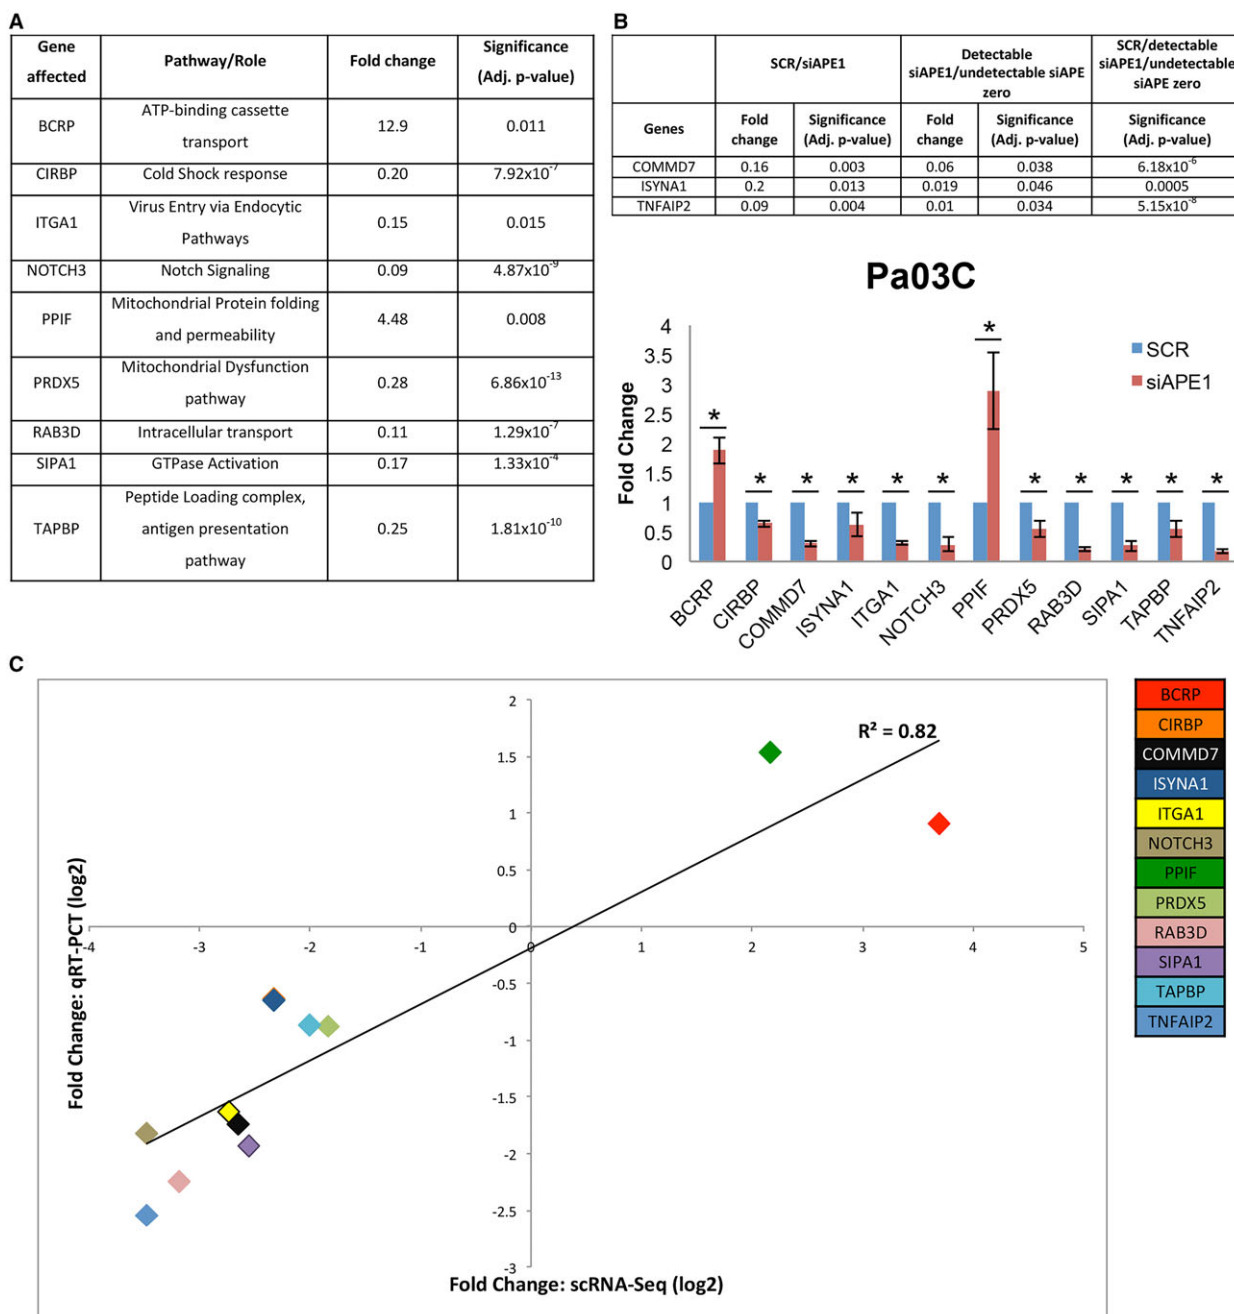 A
Gene affected Pathway/Role Fold change Significance (Adj. p-value)
BCRP ATP-binding cassette transport 12.9 0.011
CIRBP Cold Shock response 0.20 7.92x10⁻⁷
ITGA1 Virus Entry via Endocytic Pathways 0.15 0.015
NOTCH3 Notch Signaling 0.09 4.87x10⁻⁹
PPIF Mitochondrial Protein folding and permeability 4.48 0.008
PRDX5 Mitochondrial Dysfunction pathway 0.28 6.86x10⁻¹³
RAB3D Intracellular transport 0.11 1.29x10⁻⁷
SIPA1 GTPase Activation 0.17 1.33x10⁻⁴
TAPBP Peptide Loading complex, antigen presentation pathway 0.25 1.81x10⁻¹⁰
B
SCR/siAPE1 Detectable siAPE1/undetectable siAPE zero SCR/detectable siAPE1/undetectable siAPE zero
Genes Fold change Significance (Adj. p-value) Fold change Significance (Adj. p-value) Significance (Adj. p-value)
COMMD7 0.16 0.003 0.06 0.038 6.18x10⁻⁶
ISYNA1 0.2 0.013 0.019 0.046 0.0005
TNFAIP2 0.09 0.004 0.01 0.034 5.15x10⁻⁸
Pa03C
Fold Change
4
3.5
3
2.5
2
1.5
1
0.5
0
* * * * * * * * * * * *
SCR
siAPE1
BCRP CIRBP COMMD7 ISYNA1 ITGA1 NOTCH3 PPIF PRDX5 RAB3D SIPA1 TAPBP TNFAIP2
C
Fold Change: qRT-PCT (log2)
2
1.5
1
0.5
0
-0.5
-1
-1.5
-2
-2.5
-3
-4 -3 -2 -1 0 1 2 3 4 5
R² = 0.82
Fold Change: scRNA-Seq (log2)
BCRP
CIRBP
COMMD7
ISYNA1
ITGA1
NOTCH3
PPIF
PRDX5
RAB3D
SIPA1
TAPBP
TNFAIP2